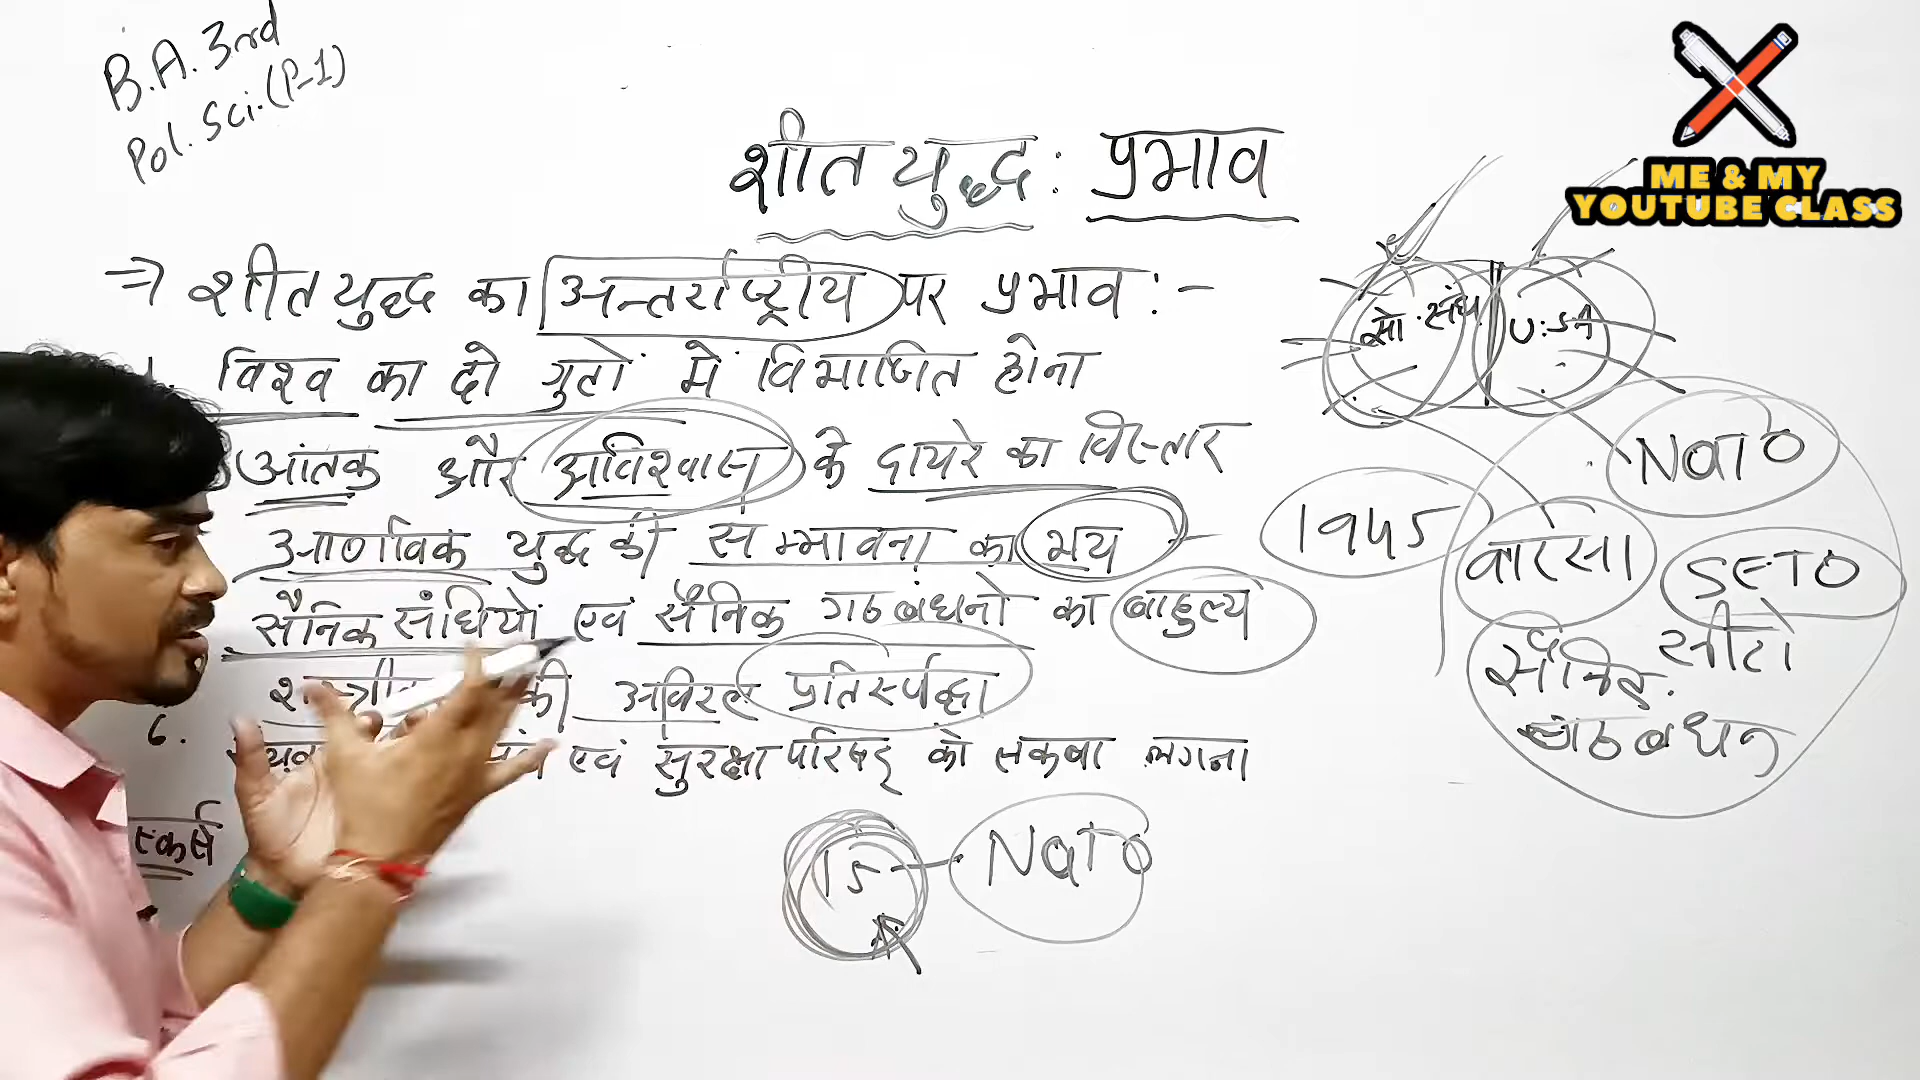 B.A. 3rd
Pol. Sci. (P-1)
ME & MY
YOUTUBE CLASS
शीत युद्ध : प्रभाव
⇒ शीत युद्ध का अन्तर्राष्ट्रीय पर प्रभाव :-
विश्व का दो गुटों में विभाजित होना
आंतक और अविश्वास के दायरे का विस्तार
आणविक युद्ध की सम्भावना का भय
सैनिक संधियों एवं सैनिक गठबंधनो का बाहुल्य
की अविरल प्रतिस्पर्द्धा
6. एवं सुरक्षा परिषद् को लकवा लगना
सो. संघ
U.S.A
NaTO
1945
वारसा
SETO
सीटो
सैनिक
गठबंधन
15 - NaTO